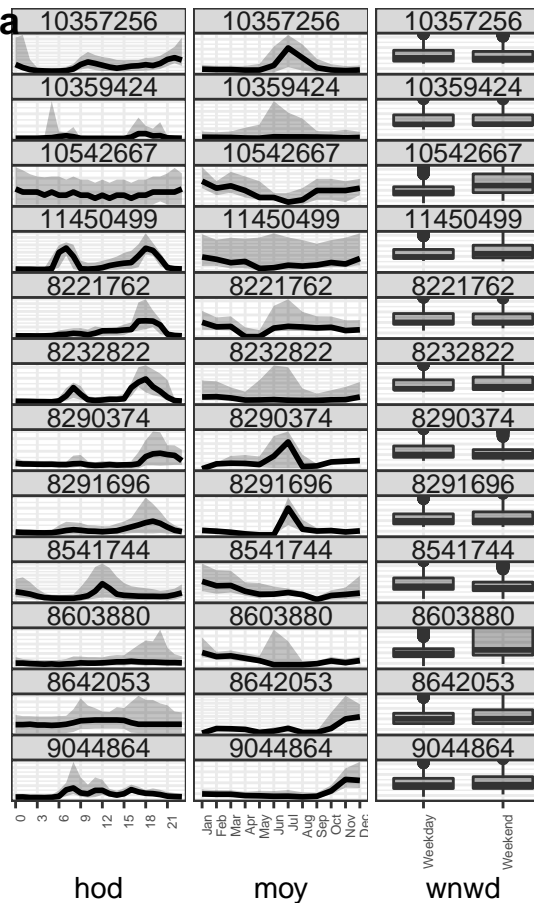 a
10357256 10357256 10357256
10359424 10359424 10359424
10542667 10542667 10542667
11450499 11450499 11450499
8221762 8221762 8221762
8232822 8232822 8232822
8290374 8290374 8290374
8291696 8291696 8291696
8541744 8541744 8541744
8603880 8603880 8603880
8642053 8642053 8642053
9044864 9044864 9044864
0 3 6 9 12 15 18 21 Jan Feb Mar Apr May Jun Jul Aug Sep Oct Nov Dec Weekday Weekend
hod moy wnwd